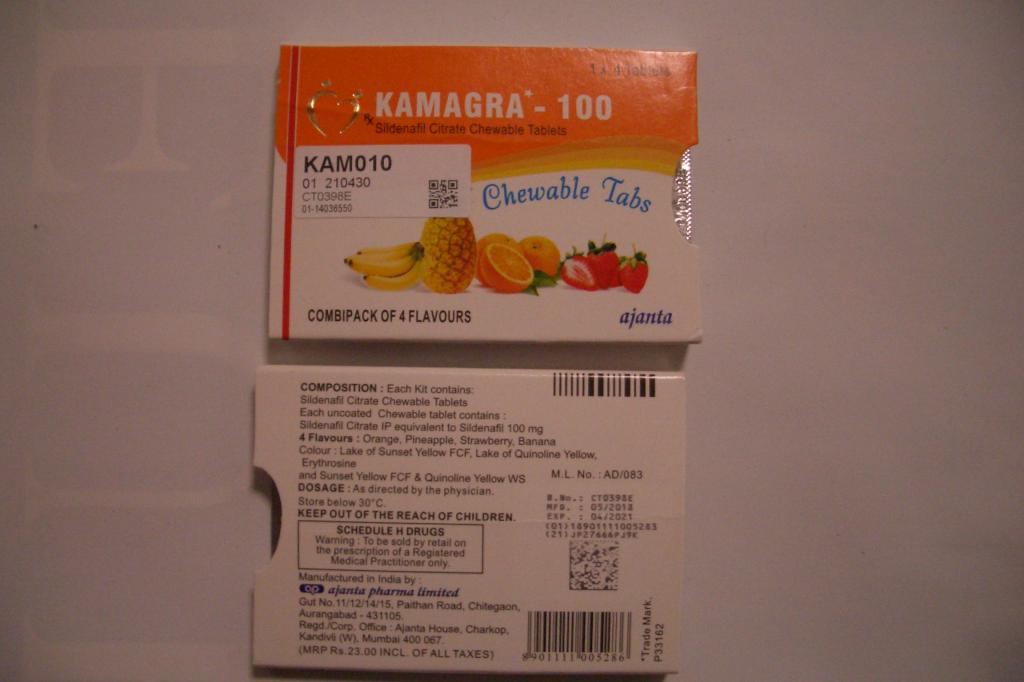 1 x 4 Tablets
KAMAGRA* - 100
Rx Sildenafil Citrate Chewable Tablets
KAM010
01 210430
CT0398E
01-14036550
Chewable Tabs
COMBIPACK OF 4 FLAVOURS
ajanta
COMPOSITION : Each Kit contains:
Sildenafil Citrate Chewable Tablets
Each uncoated Chewable tablet contains :
Sildenafil Citrate IP equivalent to Sildenafil 100 mg
4 Flavours : Orange, Pineapple, Strawberry, Banana
Colour : Lake of Sunset Yellow FCF, Lake of Quinoline Yellow,
Erythrosine
and Sunset Yellow FCF & Quinoline Yellow WS
M.L. No. : AD/083
DOSAGE : As directed by the physician.
Store below 30°C.
KEEP OUT OF THE REACH OF CHILDREN.
B.No.: CT0398E
MFD. : 05/2018
EXP. : 04/2021
(01)18901111005283
(21)JP27666PJ9K
SCHEDULE H DRUGS
Warning : To be sold by retail on
the prescription of a Registered
Medical Practitioner only.
Manufactured in India by :
ap ajanta pharma limited
Gut No.11/12/14/15, Paithan Road, Chitegaon,
Aurangabad - 431105.
Regd./Corp. Office : Ajanta House, Charkop,
Kandivli (W), Mumbai 400 067.
(MRP Rs.23.00 INCL. OF ALL TAXES)
8 901111 005286
*Trade Mark.
P33162